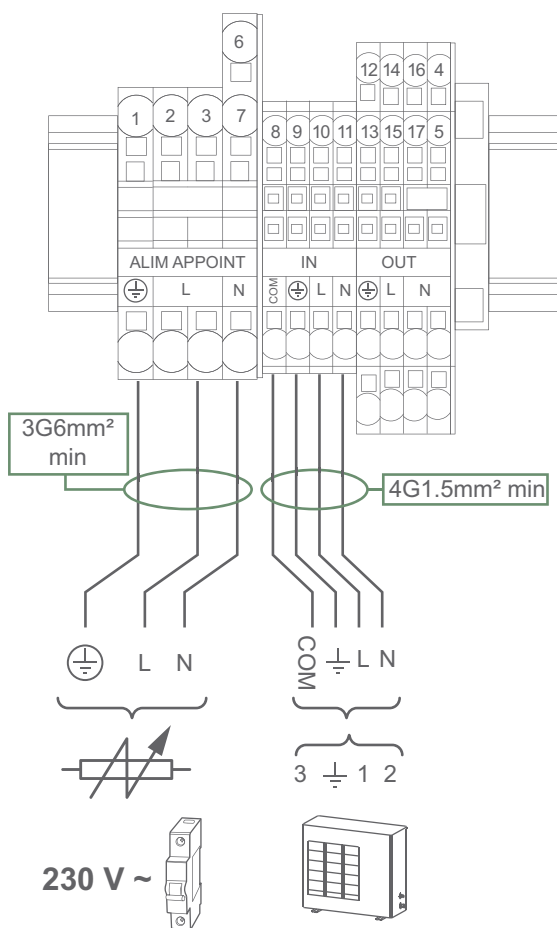 6
12 14 16 4
1 2 3 7
8 9 10 11 13 15 17 5
ALIM APPOINT IN OUT
L N COM L N L N
3G6mm² min
4G1.5mm² min
L N COM L N
3 1 2
230 V ~